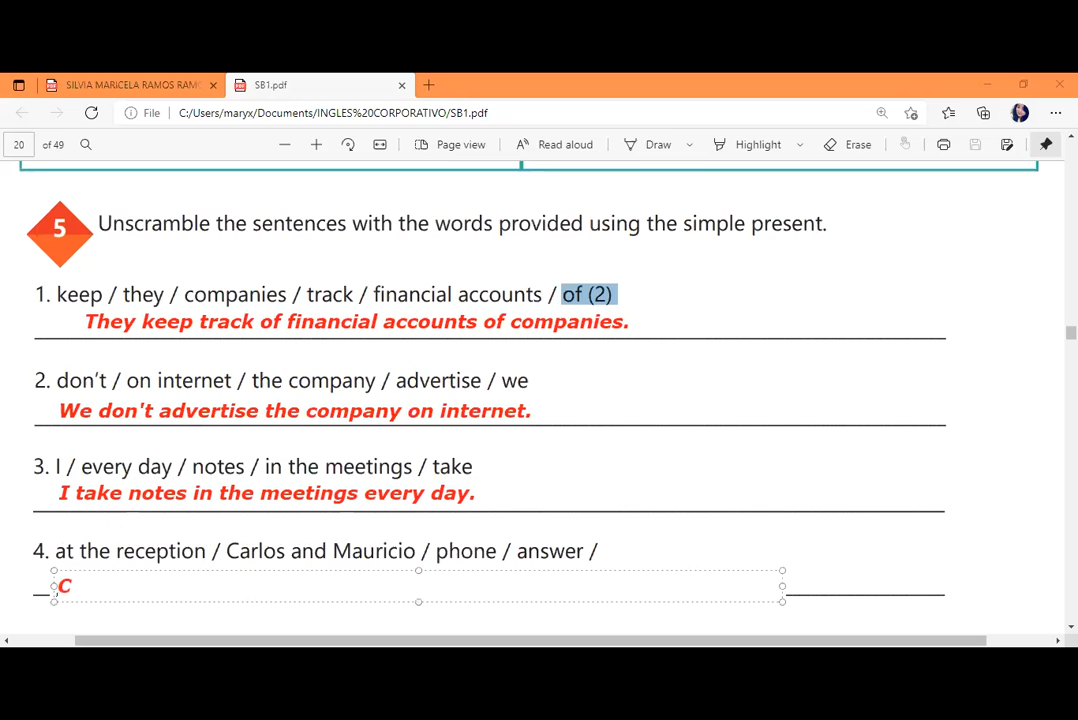 SILVIA MARICELA RAMOS RAM
SB1.pdf
File C:/Users/maryx/Documents/INGLES%20CORPORATIVO/SB1.pdf
20 of 49 Page view Read aloud Draw Highlight Erase
5 Unscramble the sentences with the words provided using the simple present.
1. keep / they / companies / track / financial accounts / of (2)
They keep track of financial accounts of companies.
2. don't / on internet / the company / advertise / we
We don't advertise the company on internet.
3. I / every day / notes / in the meetings / take
I take notes in the meetings every day.
4. at the reception / Carlos and Mauricio / phone / answer /
C